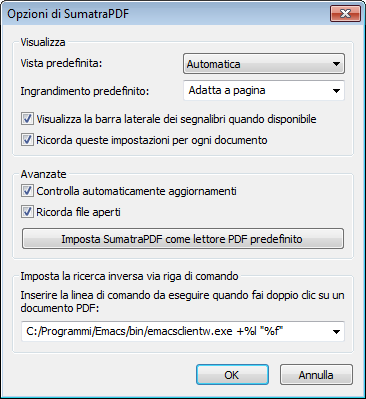 Opzioni di SumatraPDF
Visualizza
Vista predefinita:
Automatica
Ingrandimento predefinito:
Adatta a pagina
Visualizza la barra laterale dei segnalibri quando disponibile
Ricorda queste impostazioni per ogni documento
Avanzate
Controlla automaticamente aggiornamenti
Ricorda file aperti
Imposta SumatraPDF come lettore PDF predefinito
Imposta la ricerca inversa via riga di comando
Inserire la linea di comando da eseguire quando fai doppio clic su un
documento PDF:
C:/Programmi/Emacs/bin/emacsclientw.exe +%l "%f"
OK
Annulla